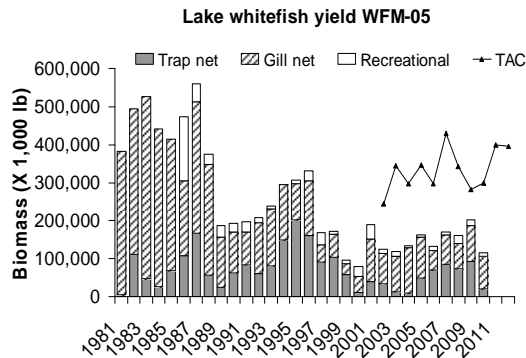 Lake whitefish yield WFM-05
Trap net Gill net Recreational TAC
Biomass (X 1,000 lb)
600,000
500,000
400,000
300,000
200,000
100,000
0
1981 1983 1985 1987 1989 1991 1993 1995 1997 1999 2001 2003 2005 2007 2009 2011